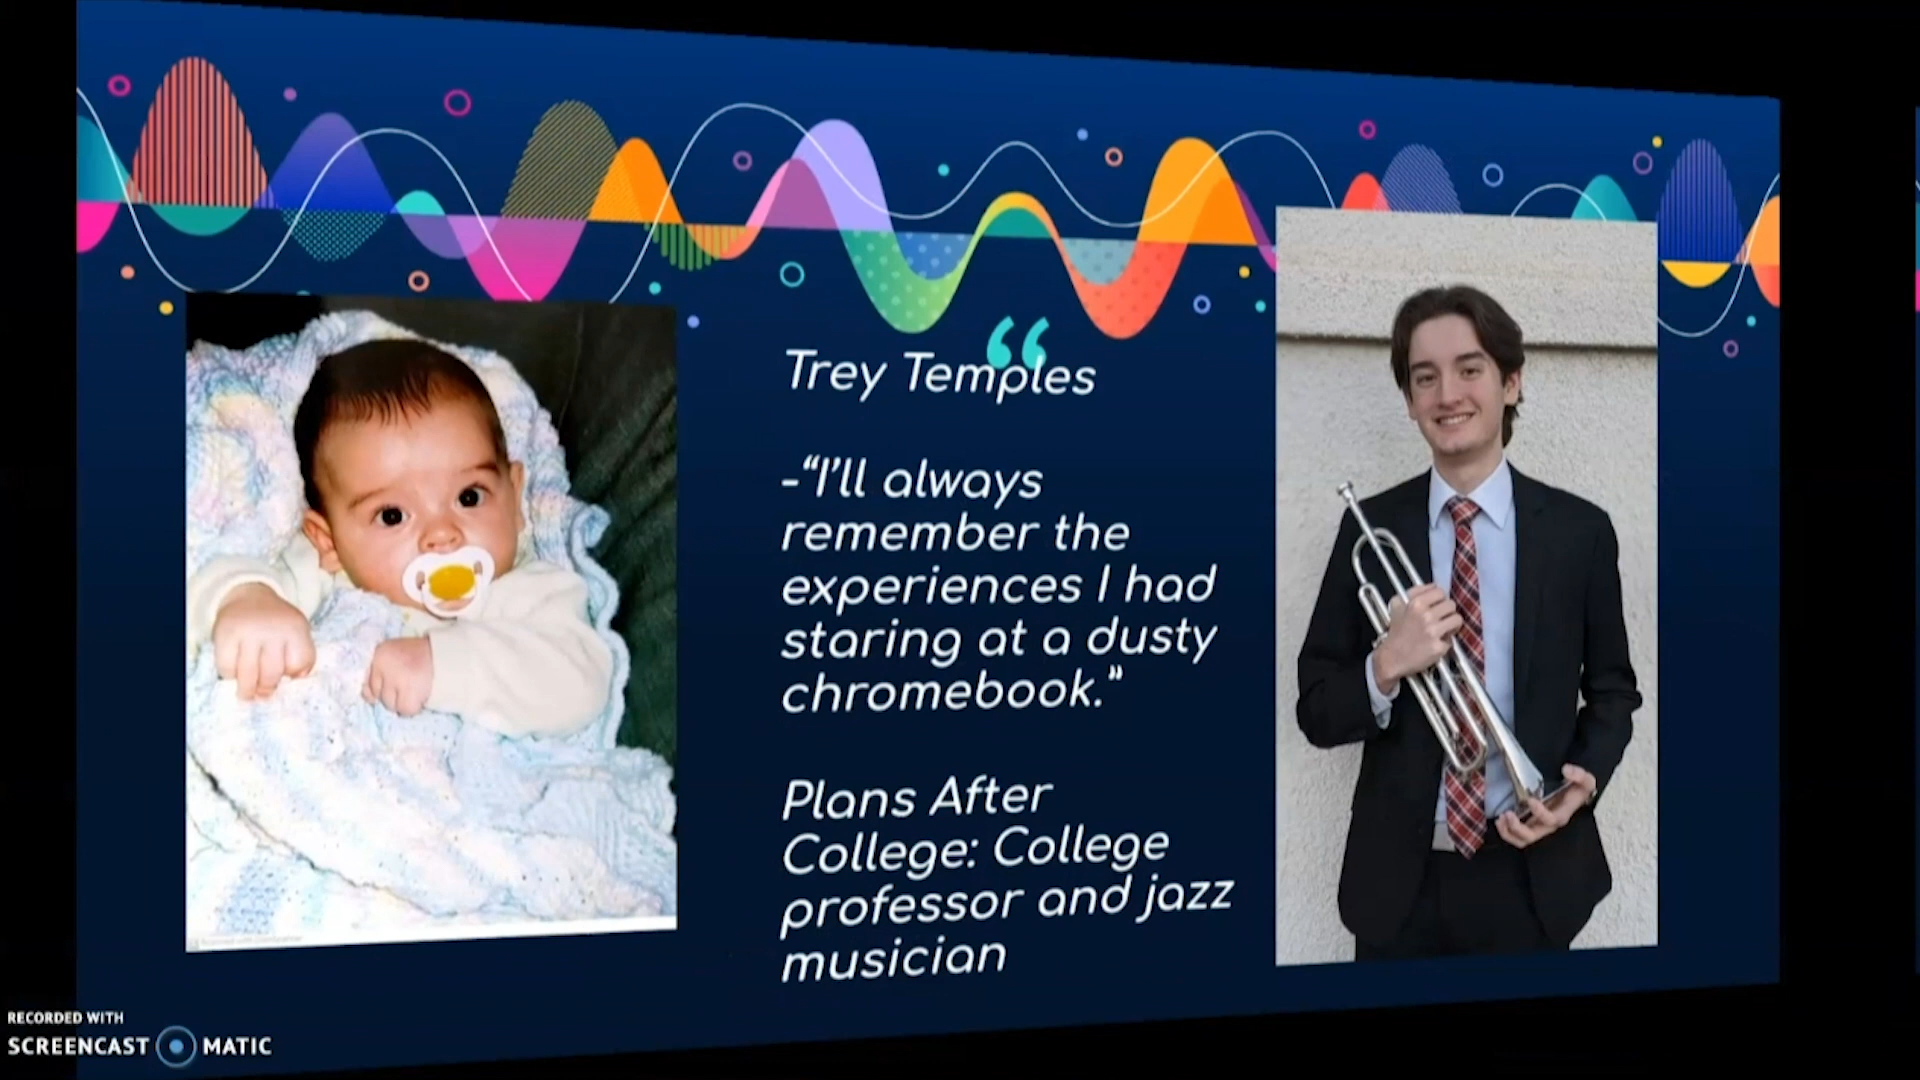 “
Trey Temples
-“I'll always
remember the
experiences I had
staring at a dusty
chromebook.”
Plans After
College: College
professor and jazz
musician
RECORDED WITH
SCREENCAST MATIC